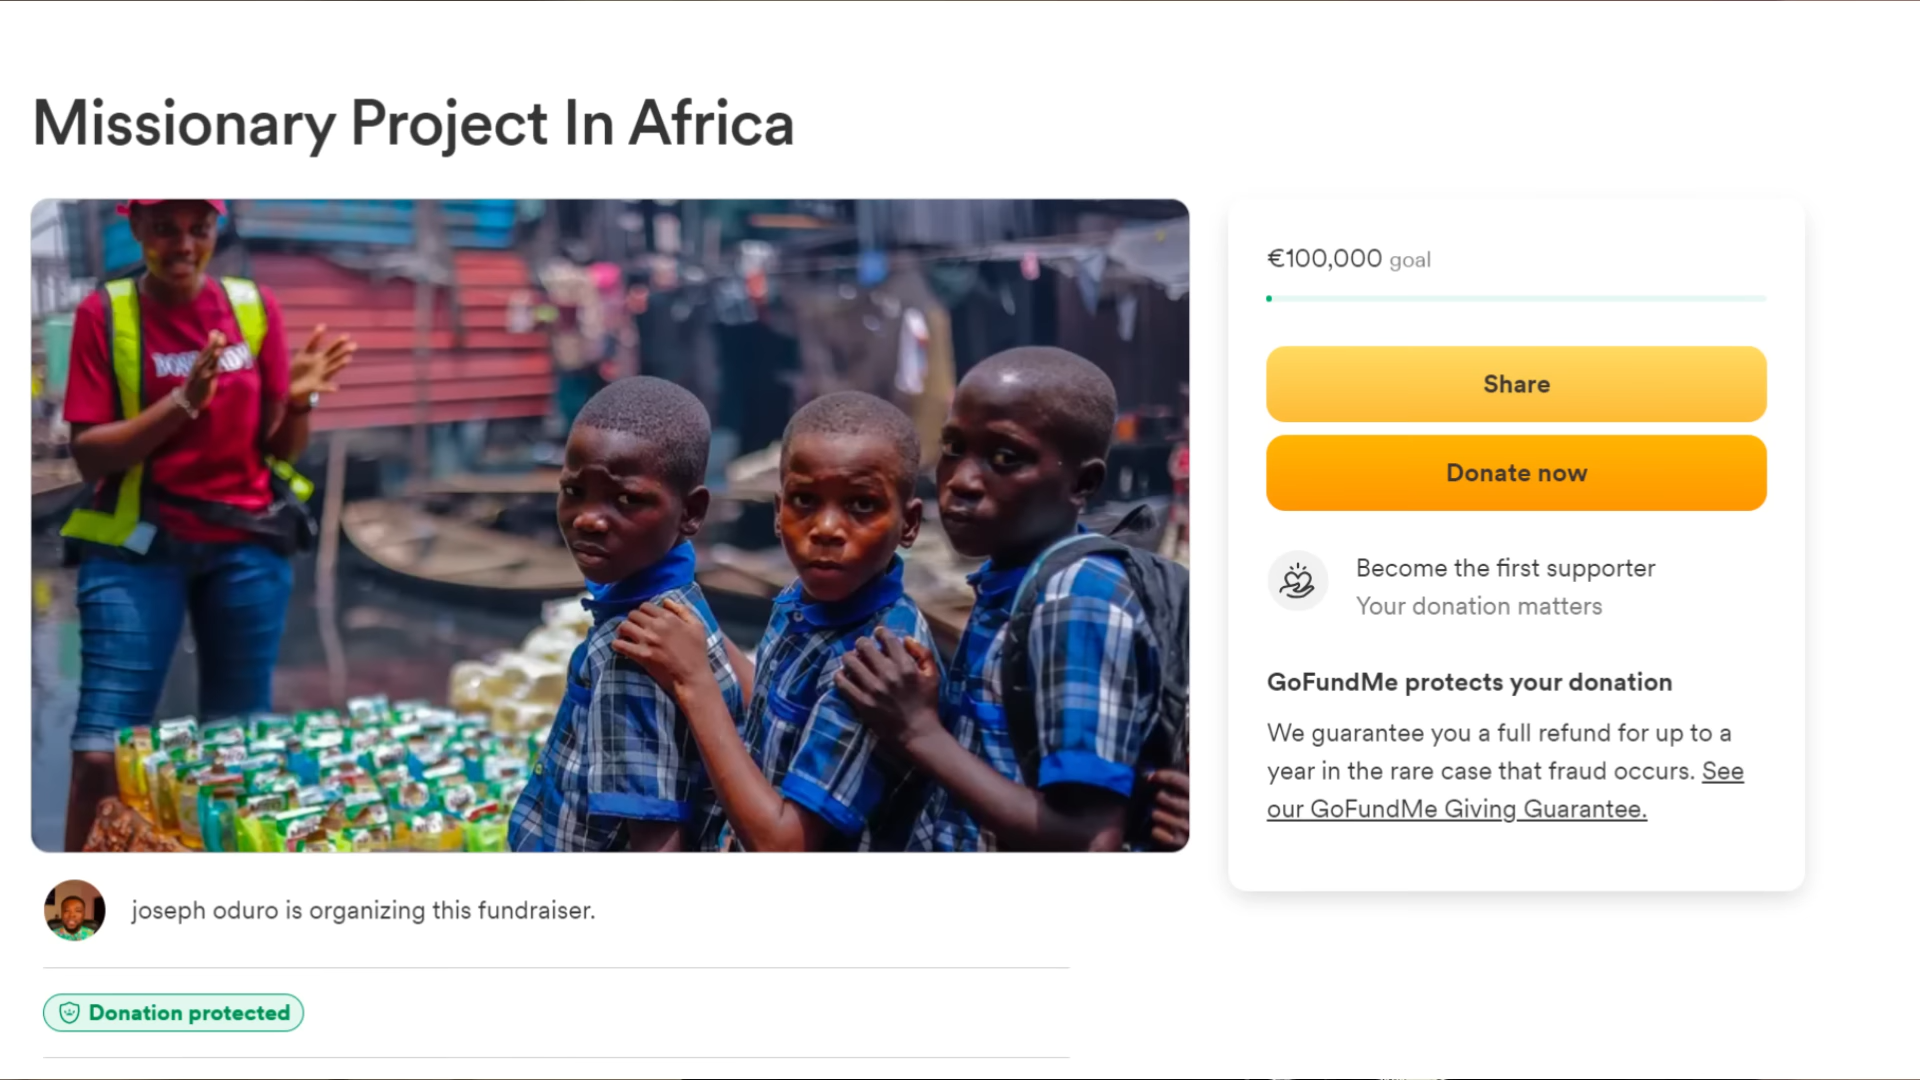 Missionary Project In Africa
€100,000 goal
Share
Donate now
Become the first supporter
Your donation matters
GoFundMe protects your donation
We guarantee you a full refund for up to a
year in the rare case that fraud occurs. See
our GoFundMe Giving Guarantee.
joseph oduro is organizing this fundraiser.
Donation protected